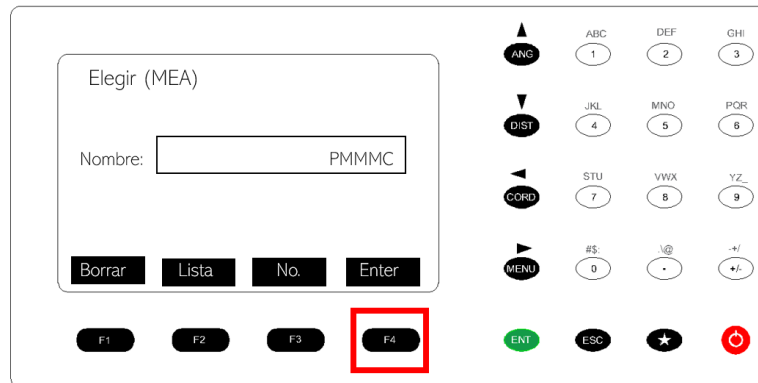 Elegir (MEA)
Nombre: PMMMC
Borrar Lista No. Enter
F1 F2 F3 F4
ABC DEF GHI
ANG 1 2 3
JKL MNO PQR
DIST 4 5 6
STU VWX YZ_
CORD 7 8 9
#$: .\@ -+/
MENU 0 . +/-
ENT ESC